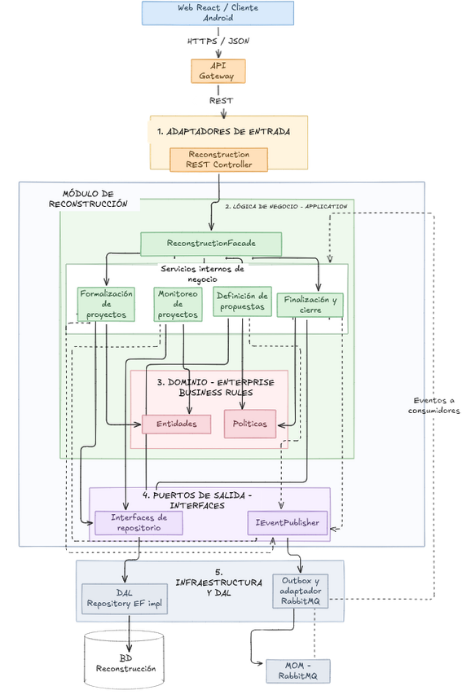 Web React / Cliente
Android
HTTPS / JSON
API
Gateway
REST
1. ADAPTADORES DE ENTRADA
Reconstruction
REST Controller
MÓDULO DE
RECONSTRUCCIÓN
2. LÓGICA DE NEGOCIO - APPLICATION
ReconstructionFacade
Servicios internos de
negocio
Formalización
de
proyectos
Monitoreo
de
proyectos
Definición de
propuestas
Finalización y
cierre
3. DOMINIO - ENTERPRISE
BUSINESS RULES
Entidades
Políticas
Eventos a
consumidores
4. PUERTOS DE SALIDA -
INTERFACES
Interfaces de
repositorio
IEventPublisher
5.
INFRAESTRUCTURA
Y DAL
DAL
Repository EF impl
Outbox y
adaptador
RabbitMQ
BD
Reconstrucción
MOM -
RabbitMQ